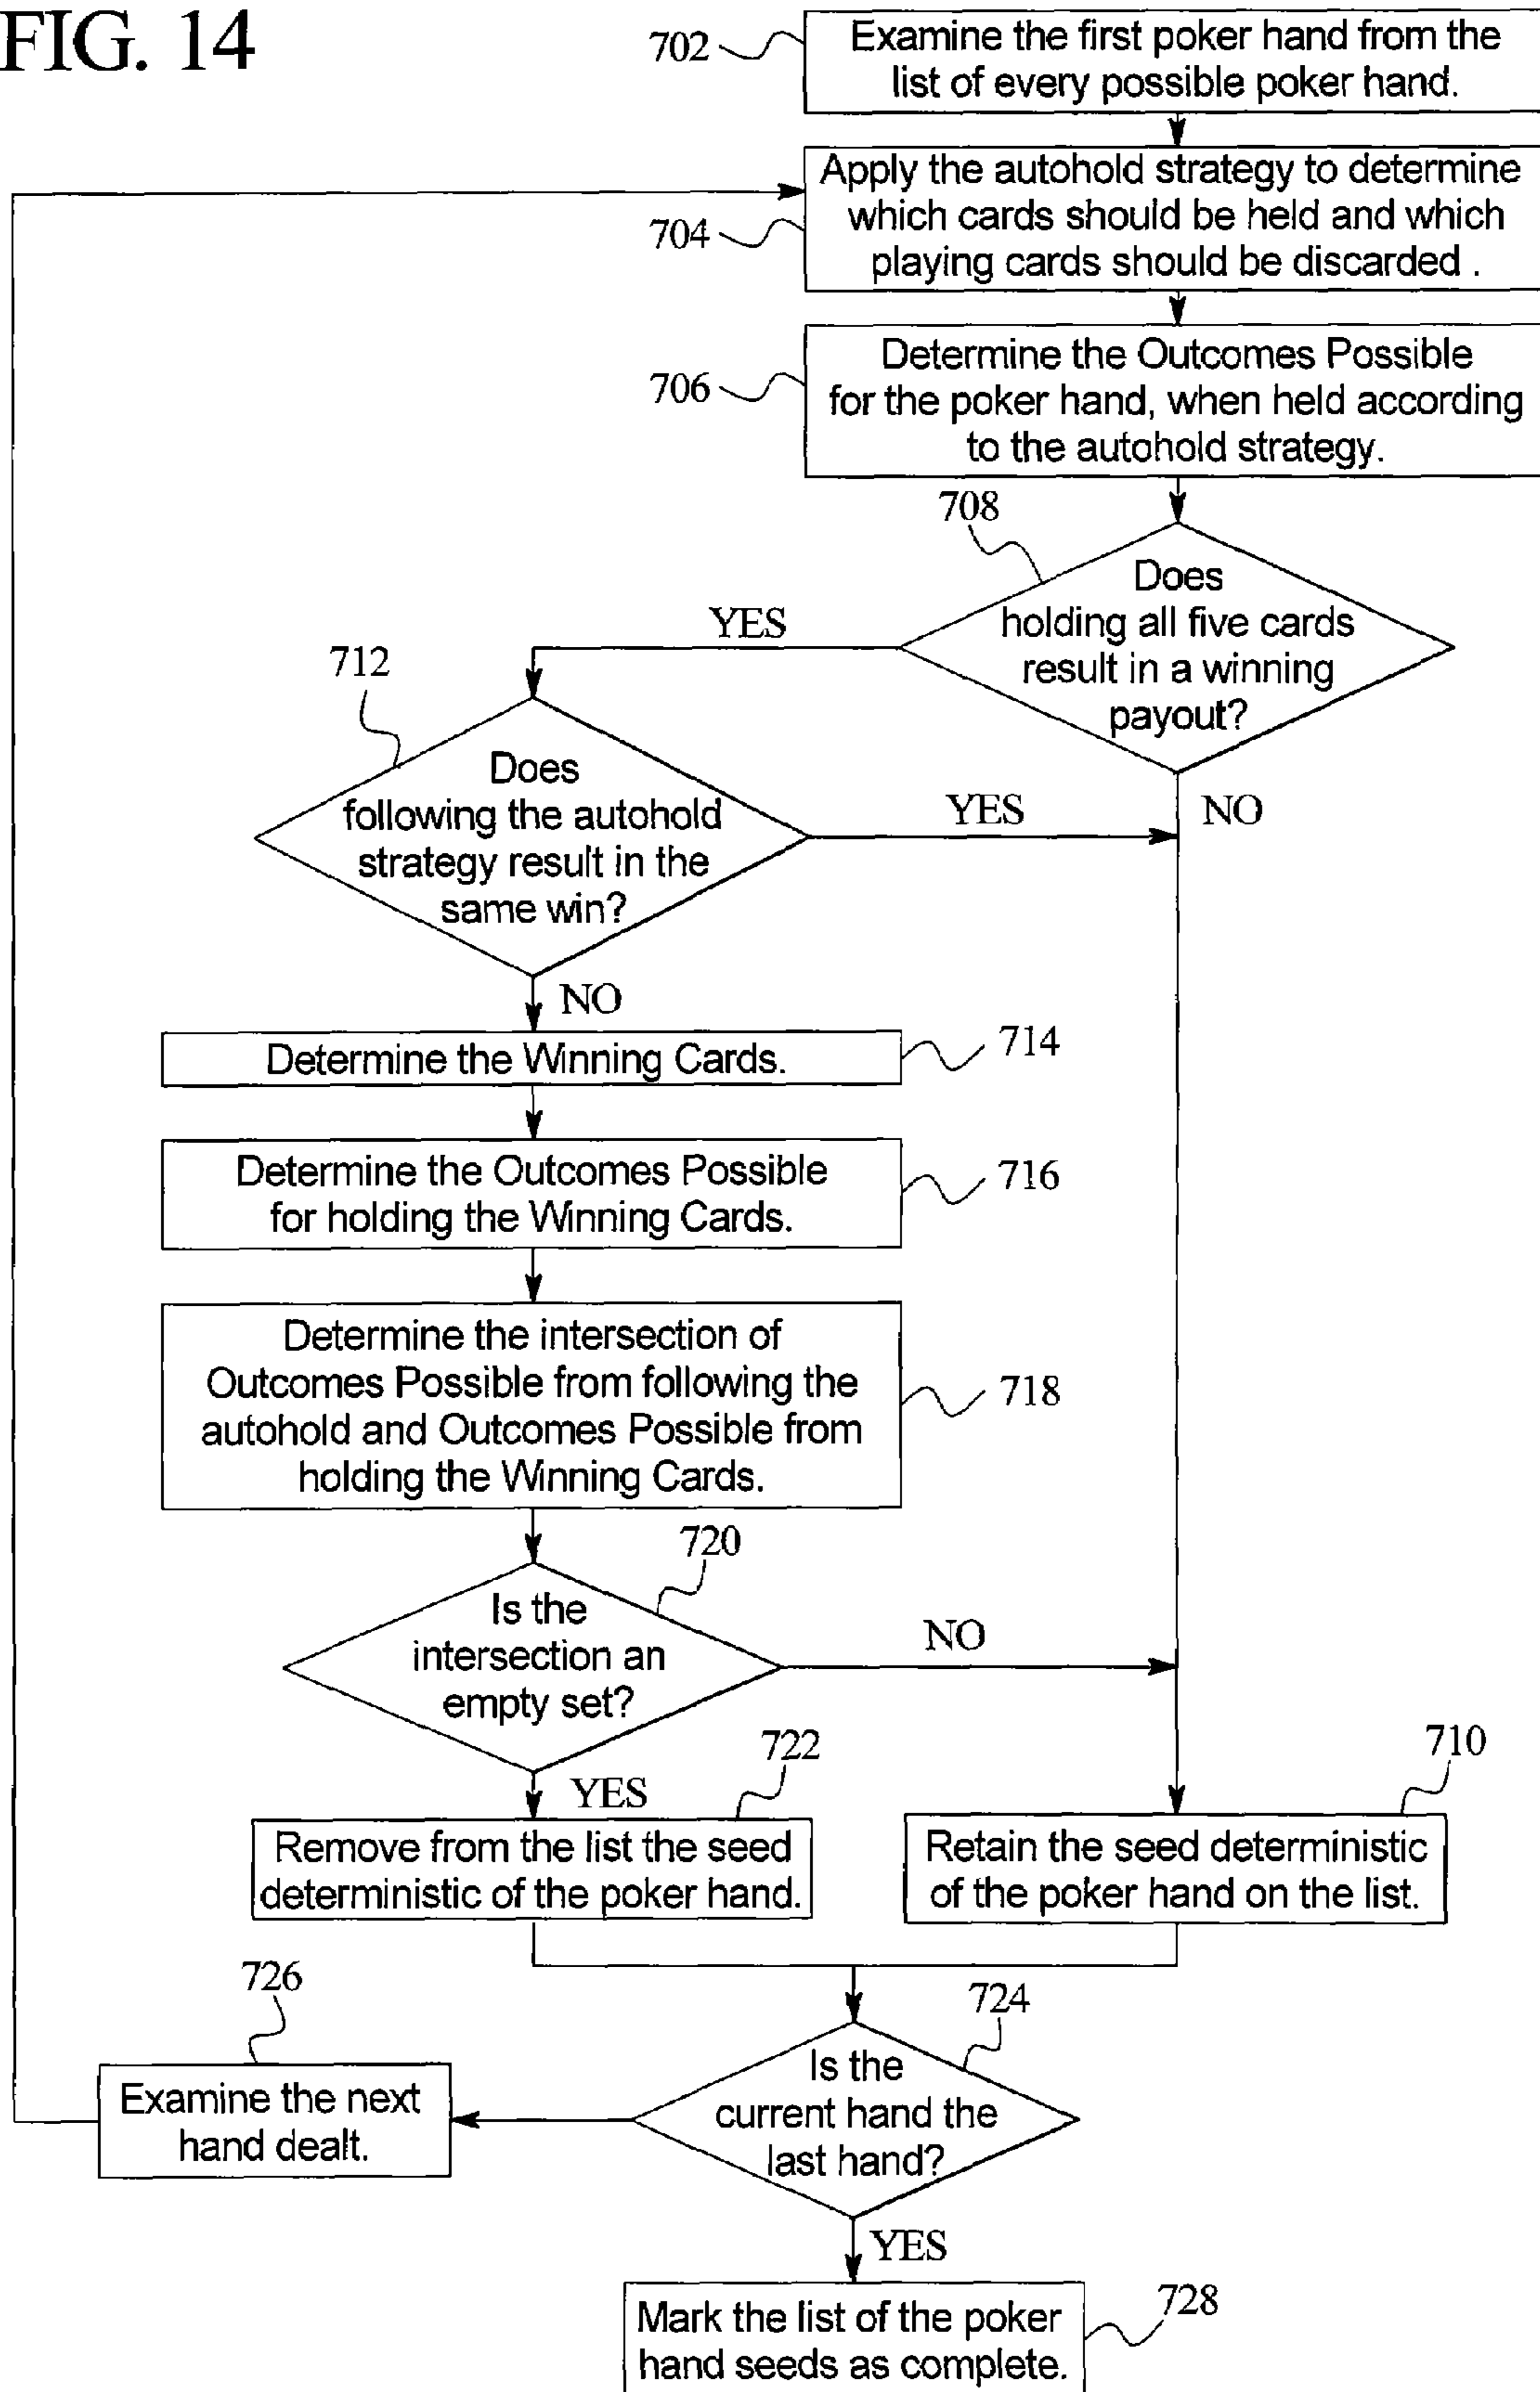 FIG. 14
702
Examine the first poker hand from the
list of every possible poker hand.
704
Apply the autohold strategy to determine
which cards should be held and which
playing cards should be discarded .
706
Determine the Outcomes Possible
for the poker hand, when held according
to the autohold strategy.
708
Does
holding all five cards
result in a winning
payout?
YES
NO
712
Does
following the autohold
strategy result in the
same win?
YES
NO
Determine the Winning Cards.
714
Determine the Outcomes Possible
for holding the Winning Cards.
716
Determine the intersection of
Outcomes Possible from following the
autohold and Outcomes Possible from
holding the Winning Cards.
718
720
Is the
intersection an
empty set?
NO
YES
722
Remove from the list the seed
deterministic of the poker hand.
710
Retain the seed deterministic
of the poker hand on the list.
724
Is the
current hand the
last hand?
726
Examine the next
hand dealt.
YES
Mark the list of the poker
hand seeds as complete.
728